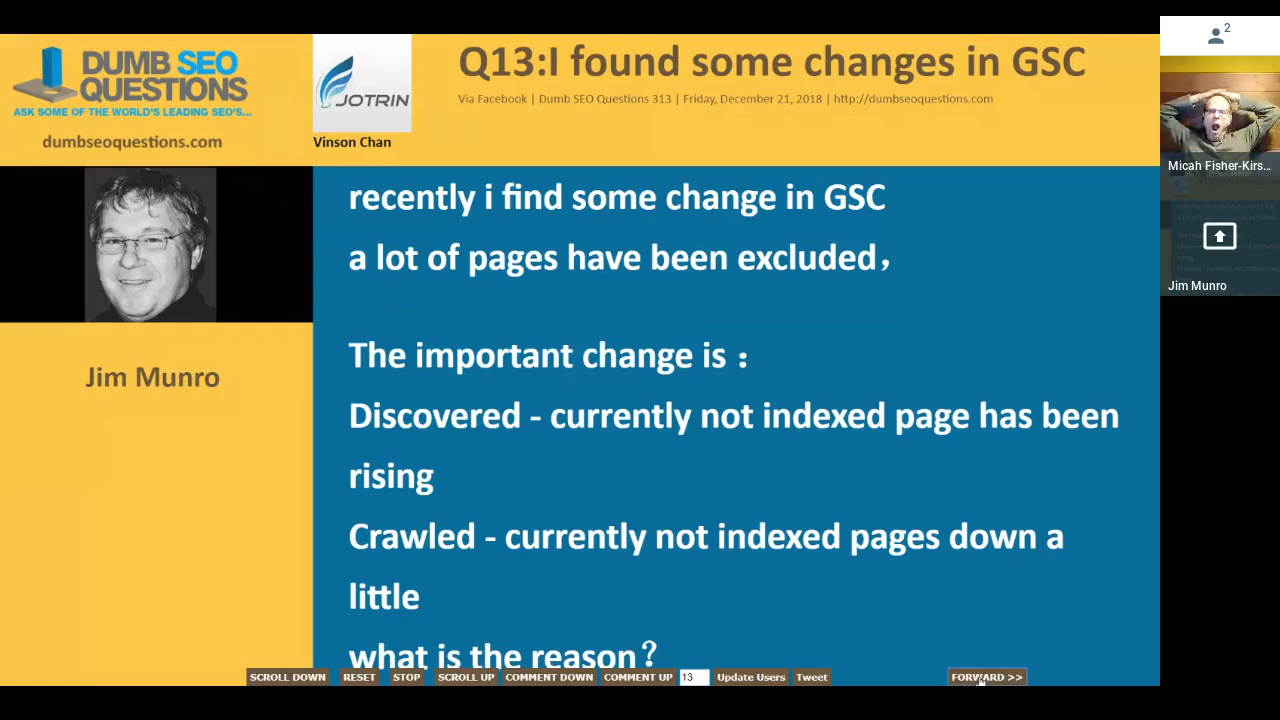 DUMB SEO
QUESTIONS
ASK SOME OF THE WORLD'S LEADING SEO'S...
dumbseoquestions.com
JOTRIN
Vinson Chan
Q13:I found some changes in GSC
Via Facebook | Dumb SEO Questions 313 | Friday, December 21, 2018 | http://dumbseoquestions.com
2
Micah Fisher-Kirs...
Jim Munro
Jim Munro
recently i find some change in GSC
a lot of pages have been excluded，
The important change is：
Discovered - currently not indexed page has been
rising
Crawled - currently not indexed pages down a
little
what is the reason？
SCROLL DOWN RESET STOP SCROLL UP COMMENT DOWN COMMENT UP 13 Update Users Tweet FORWARD >>